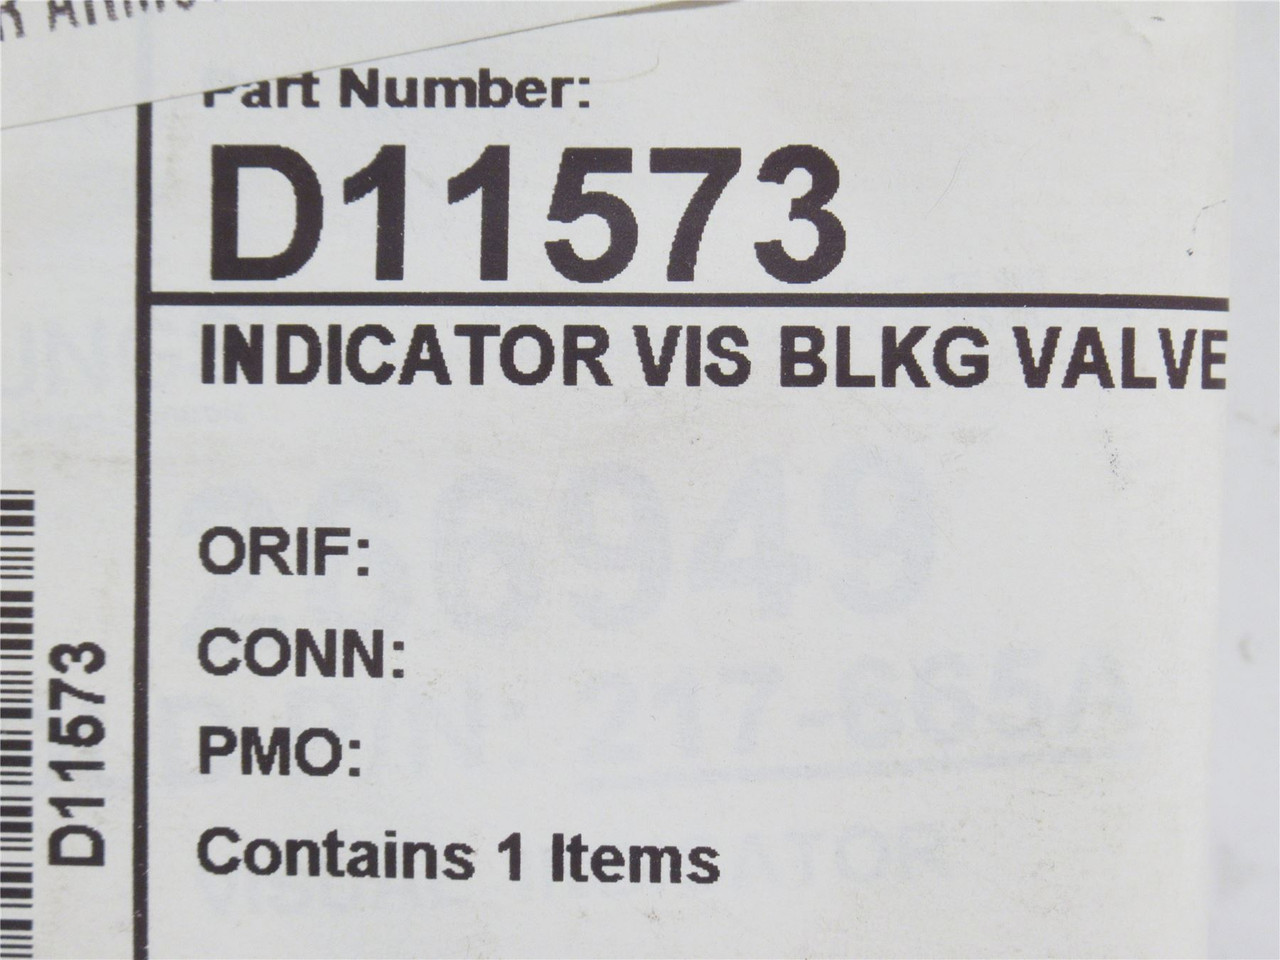 Part Number:
D11573
INDICATOR VIS BLKG VALVE
ORIF:
CONN:
PMO:
Contains 1 Items
D11573